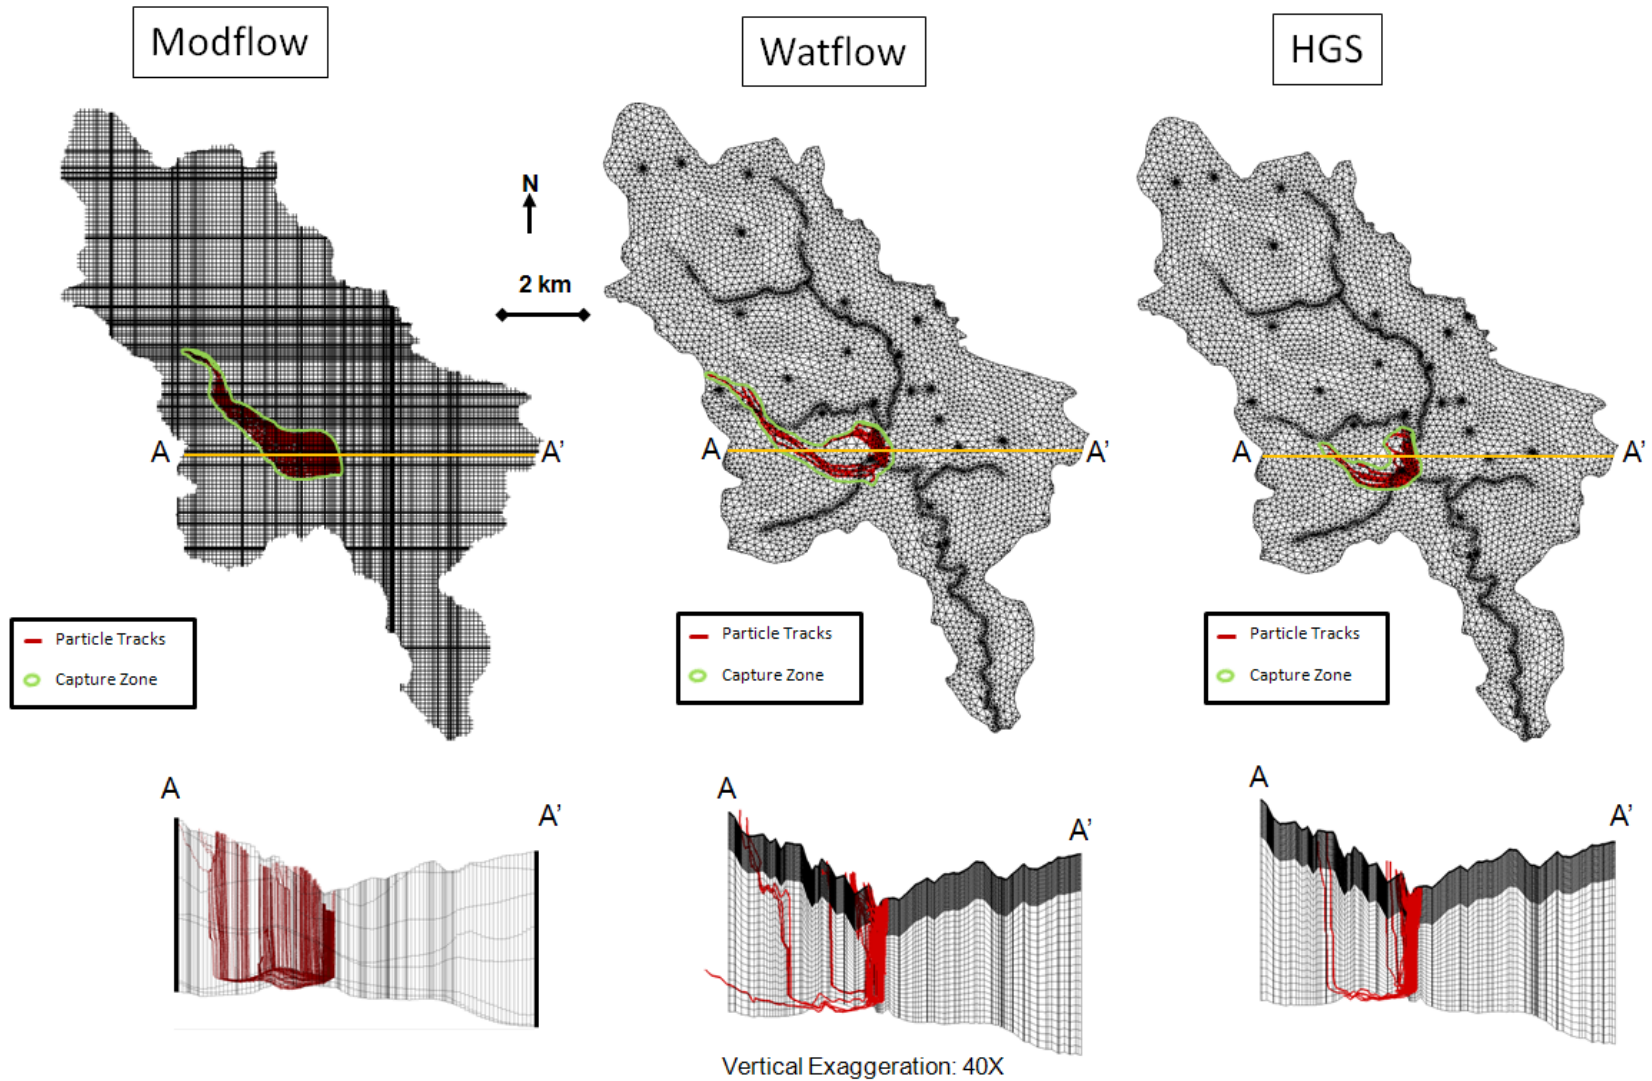 Modflow
Watflow
HGS
N
2 km
A
A'
A
A'
A
A'
Particle Tracks
Capture Zone
Particle Tracks
Capture Zone
Particle Tracks
Capture Zone
A
A'
A
A'
A
A'
Vertical Exaggeration: 40X